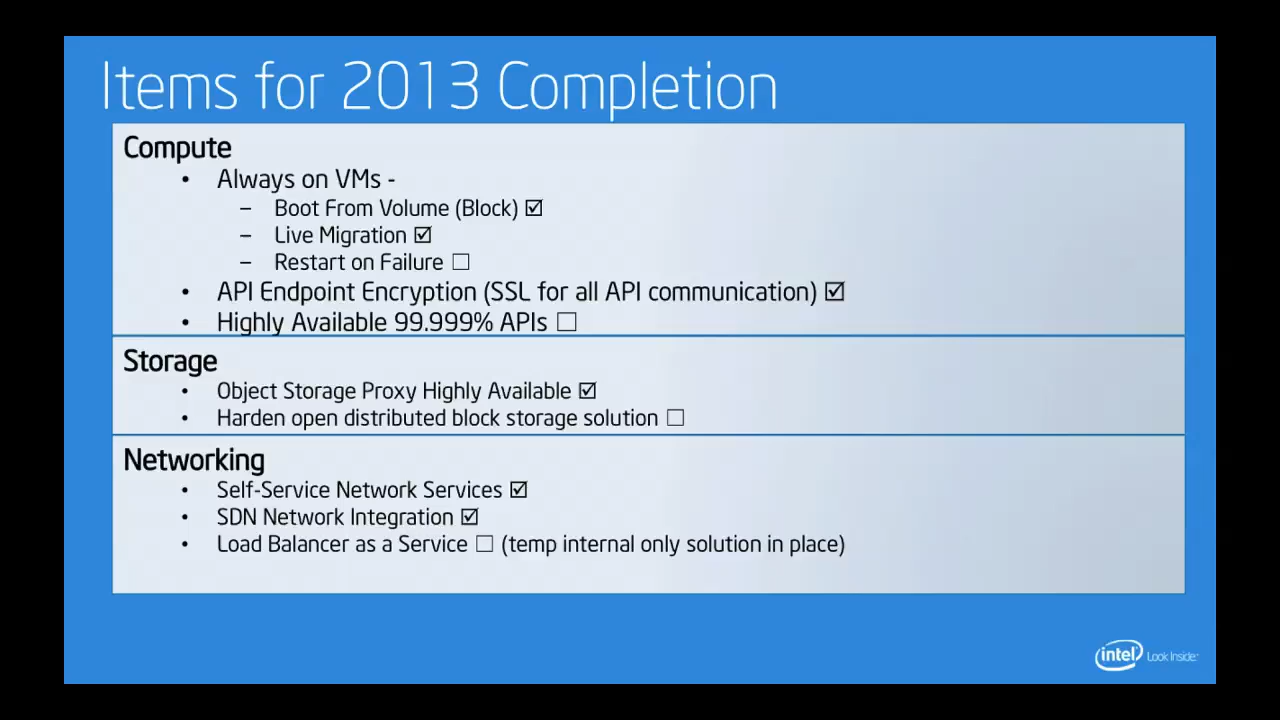 Items for 2013 Completion
Compute
• Always on VMs -
– Boot From Volume (Block) ☑
– Live Migration ☑
– Restart on Failure ☐
• API Endpoint Encryption (SSL for all API communication) ☑
• Highly Available 99.999% APIs ☐
Storage
• Object Storage Proxy Highly Available ☑
• Harden open distributed block storage solution ☐
Networking
• Self-Service Network Services ☑
• SDN Network Integration ☑
• Load Balancer as a Service ☐ (temp internal only solution in place)
intel Look Inside.™